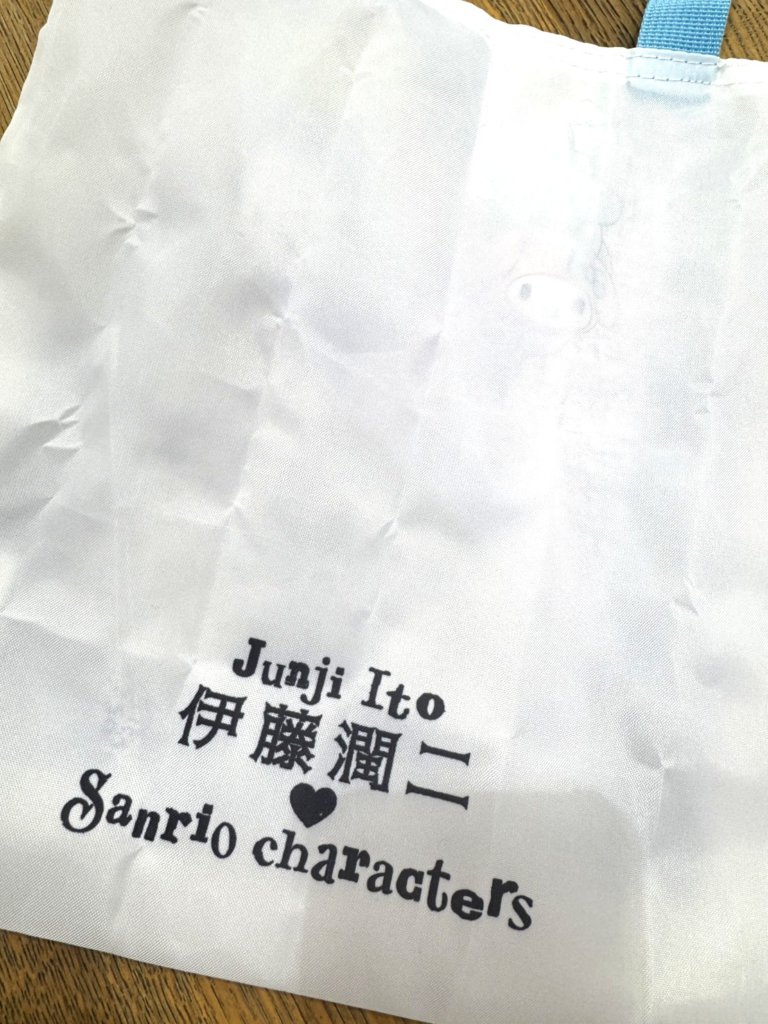 Junji Ito
伊藤潤二
♥
Sanrio characters